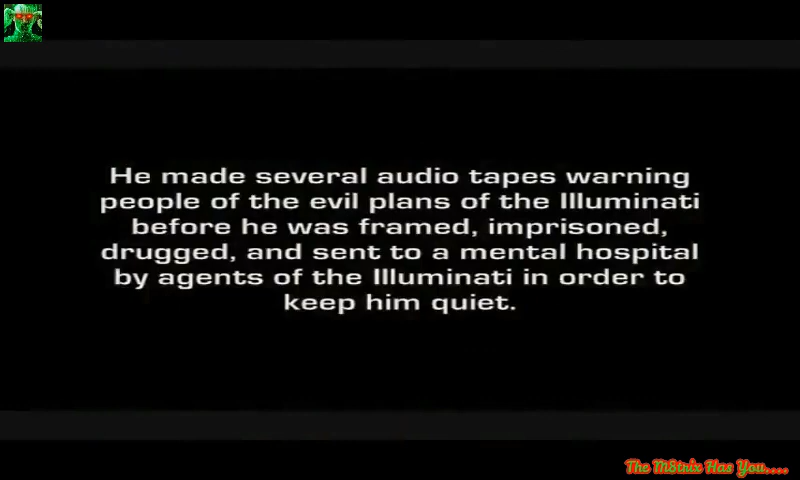 He made several audio tapes warning
people of the evil plans of the Illuminati
before he was framed, imprisoned,
drugged, and sent to a mental hospital
by agents of the Illuminati in order to
keep him quiet.
The M8trix Has You....